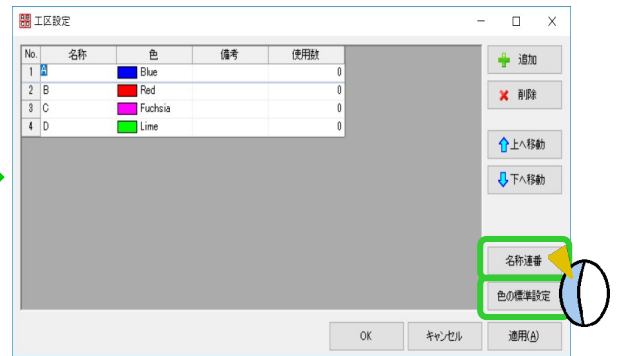 工区設定
No. 名称 色 備考 使用数
1 A Blue 0
2 B Red 0
3 C Fuchsia 0
4 D Lime 0
追加
削除
上へ移動
下へ移動
名称連番
色の標準設定
OK キャンセル 適用(A)